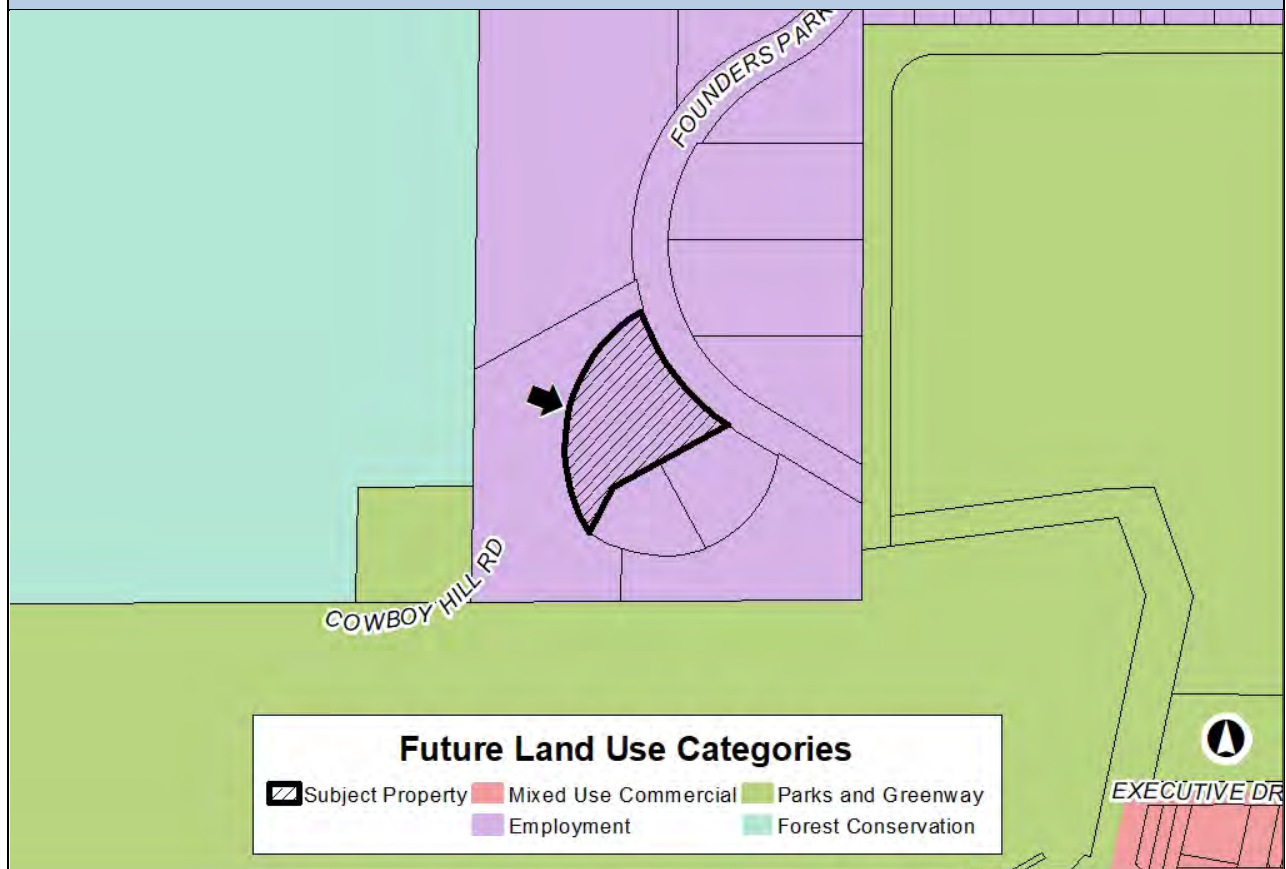 FOUNDERS PARK
COWBOY HILL RD
Future Land Use Categories
Subject Property Mixed Use Commercial Parks and Greenway
Employment Forest Conservation
EXECUTIVE DR